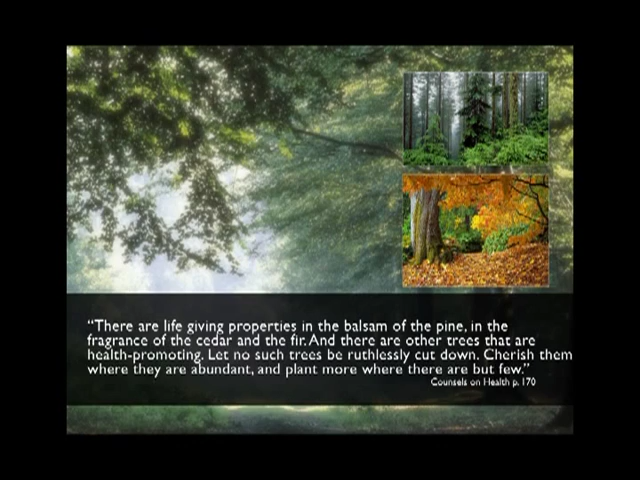 “There are life giving properties in the balsam of the pine, in the
fragrance of the cedar and the fir. And there are other trees that are
health-promoting. Let no such trees be ruthlessly cut down. Cherish them
where they are abundant, and plant more where there are but few.”
Counsels on Health p. 170